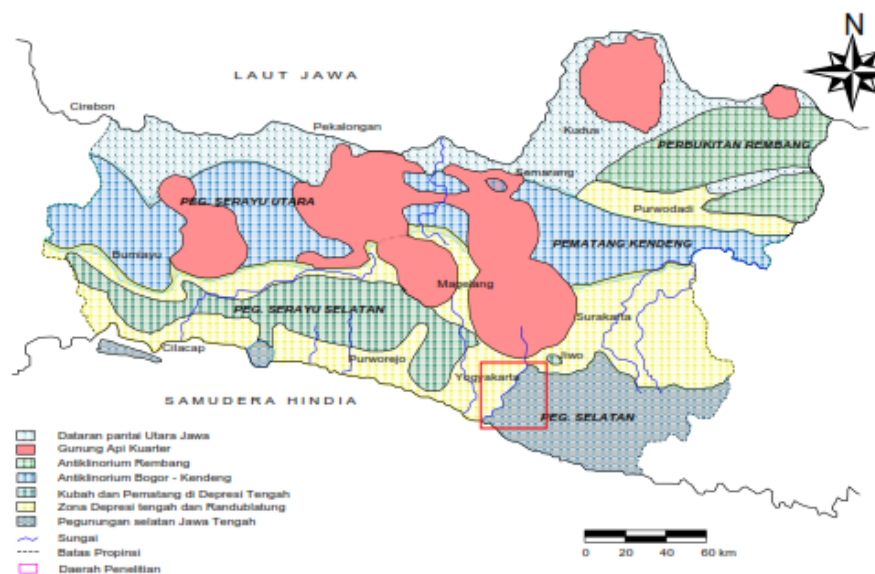 N
LAUT JAWA
Cirebon
Pekalongan
Kudus
PERBUKITAN REMBANG
Semarang
PEG. SERAYU UTARA
Purwodadi
Bumiayu
PEMATANG KENDENG
Magelang
PEG. SERAYU SELATAN
Surakarta
Cilacap
Purworejo
Jiwo
Yogyakarta
SAMUDERA HINDIA
PEG. SELATAN
Dataran pantai Utara Jawa
Gunung Api Kuarter
Antiklinorium Rembang
Antiklinorium Bogor - Kendeng
Kubah dan Pematang di Depresi Tengah
Zona Depresi tengah dan Randublatung
Pegunungan selatan Jawa Tengah
Sungai
Batas Propinsi
Daerah Penelitian
0 20 40 60 km